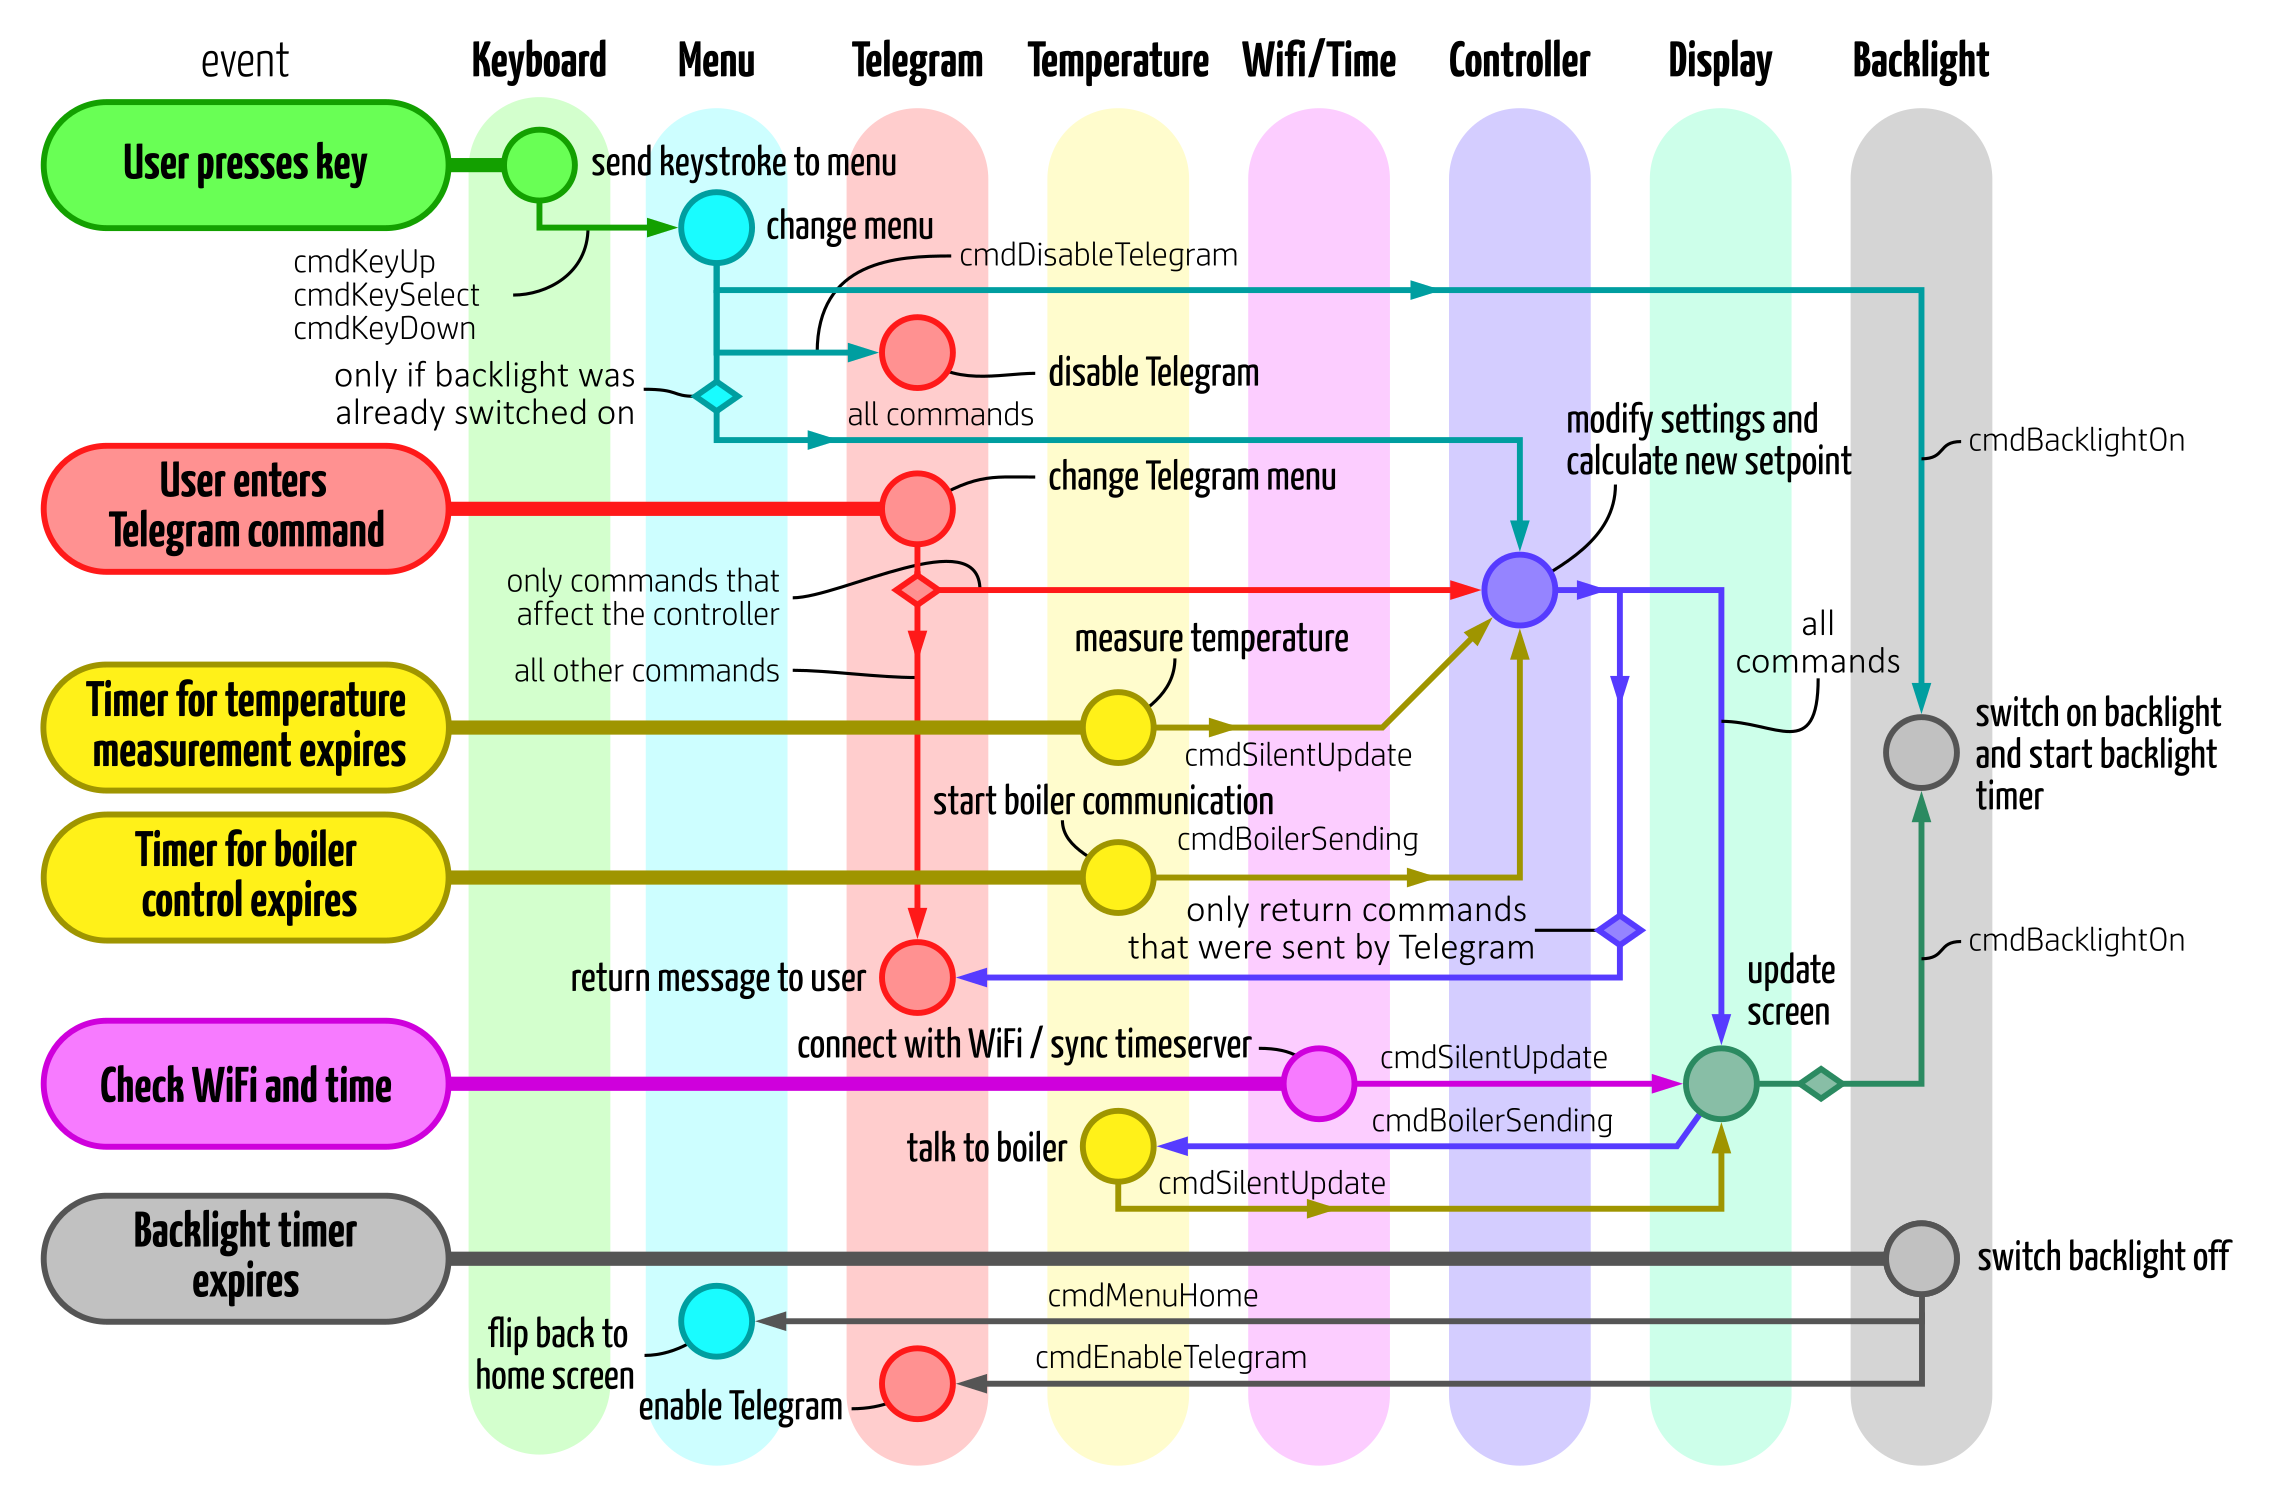 event
Keyboard
Menu
Telegram
Temperature
Wifi/Time
Controller
Display
Backlight
User presses key
send keystroke to menu
change menu
cmdDisableTelegram
cmdKeyUp
cmdKeySelect
cmdKeyDown
only if backlight was
already switched on
disable Telegram
all commands
modify settings and
calculate new setpoint
cmdBacklightOn
User enters
Telegram command
change Telegram menu
only commands that
affect the controller
all other commands
measure temperature
all
commands
Timer for temperature
measurement expires
cmdSilentUpdate
switch on backlight
and start backlight
timer
start boiler communication
cmdBoilerSending
Timer for boiler
control expires
only return commands
that were sent by Telegram
cmdBacklightOn
return message to user
update
screen
connect with WiFi / sync timeserver
cmdSilentUpdate
Check WiFi and time
cmdBoilerSending
talk to boiler
cmdSilentUpdate
Backlight timer
expires
switch backlight off
cmdMenuHome
flip back to
home screen
cmdEnableTelegram
enable Telegram